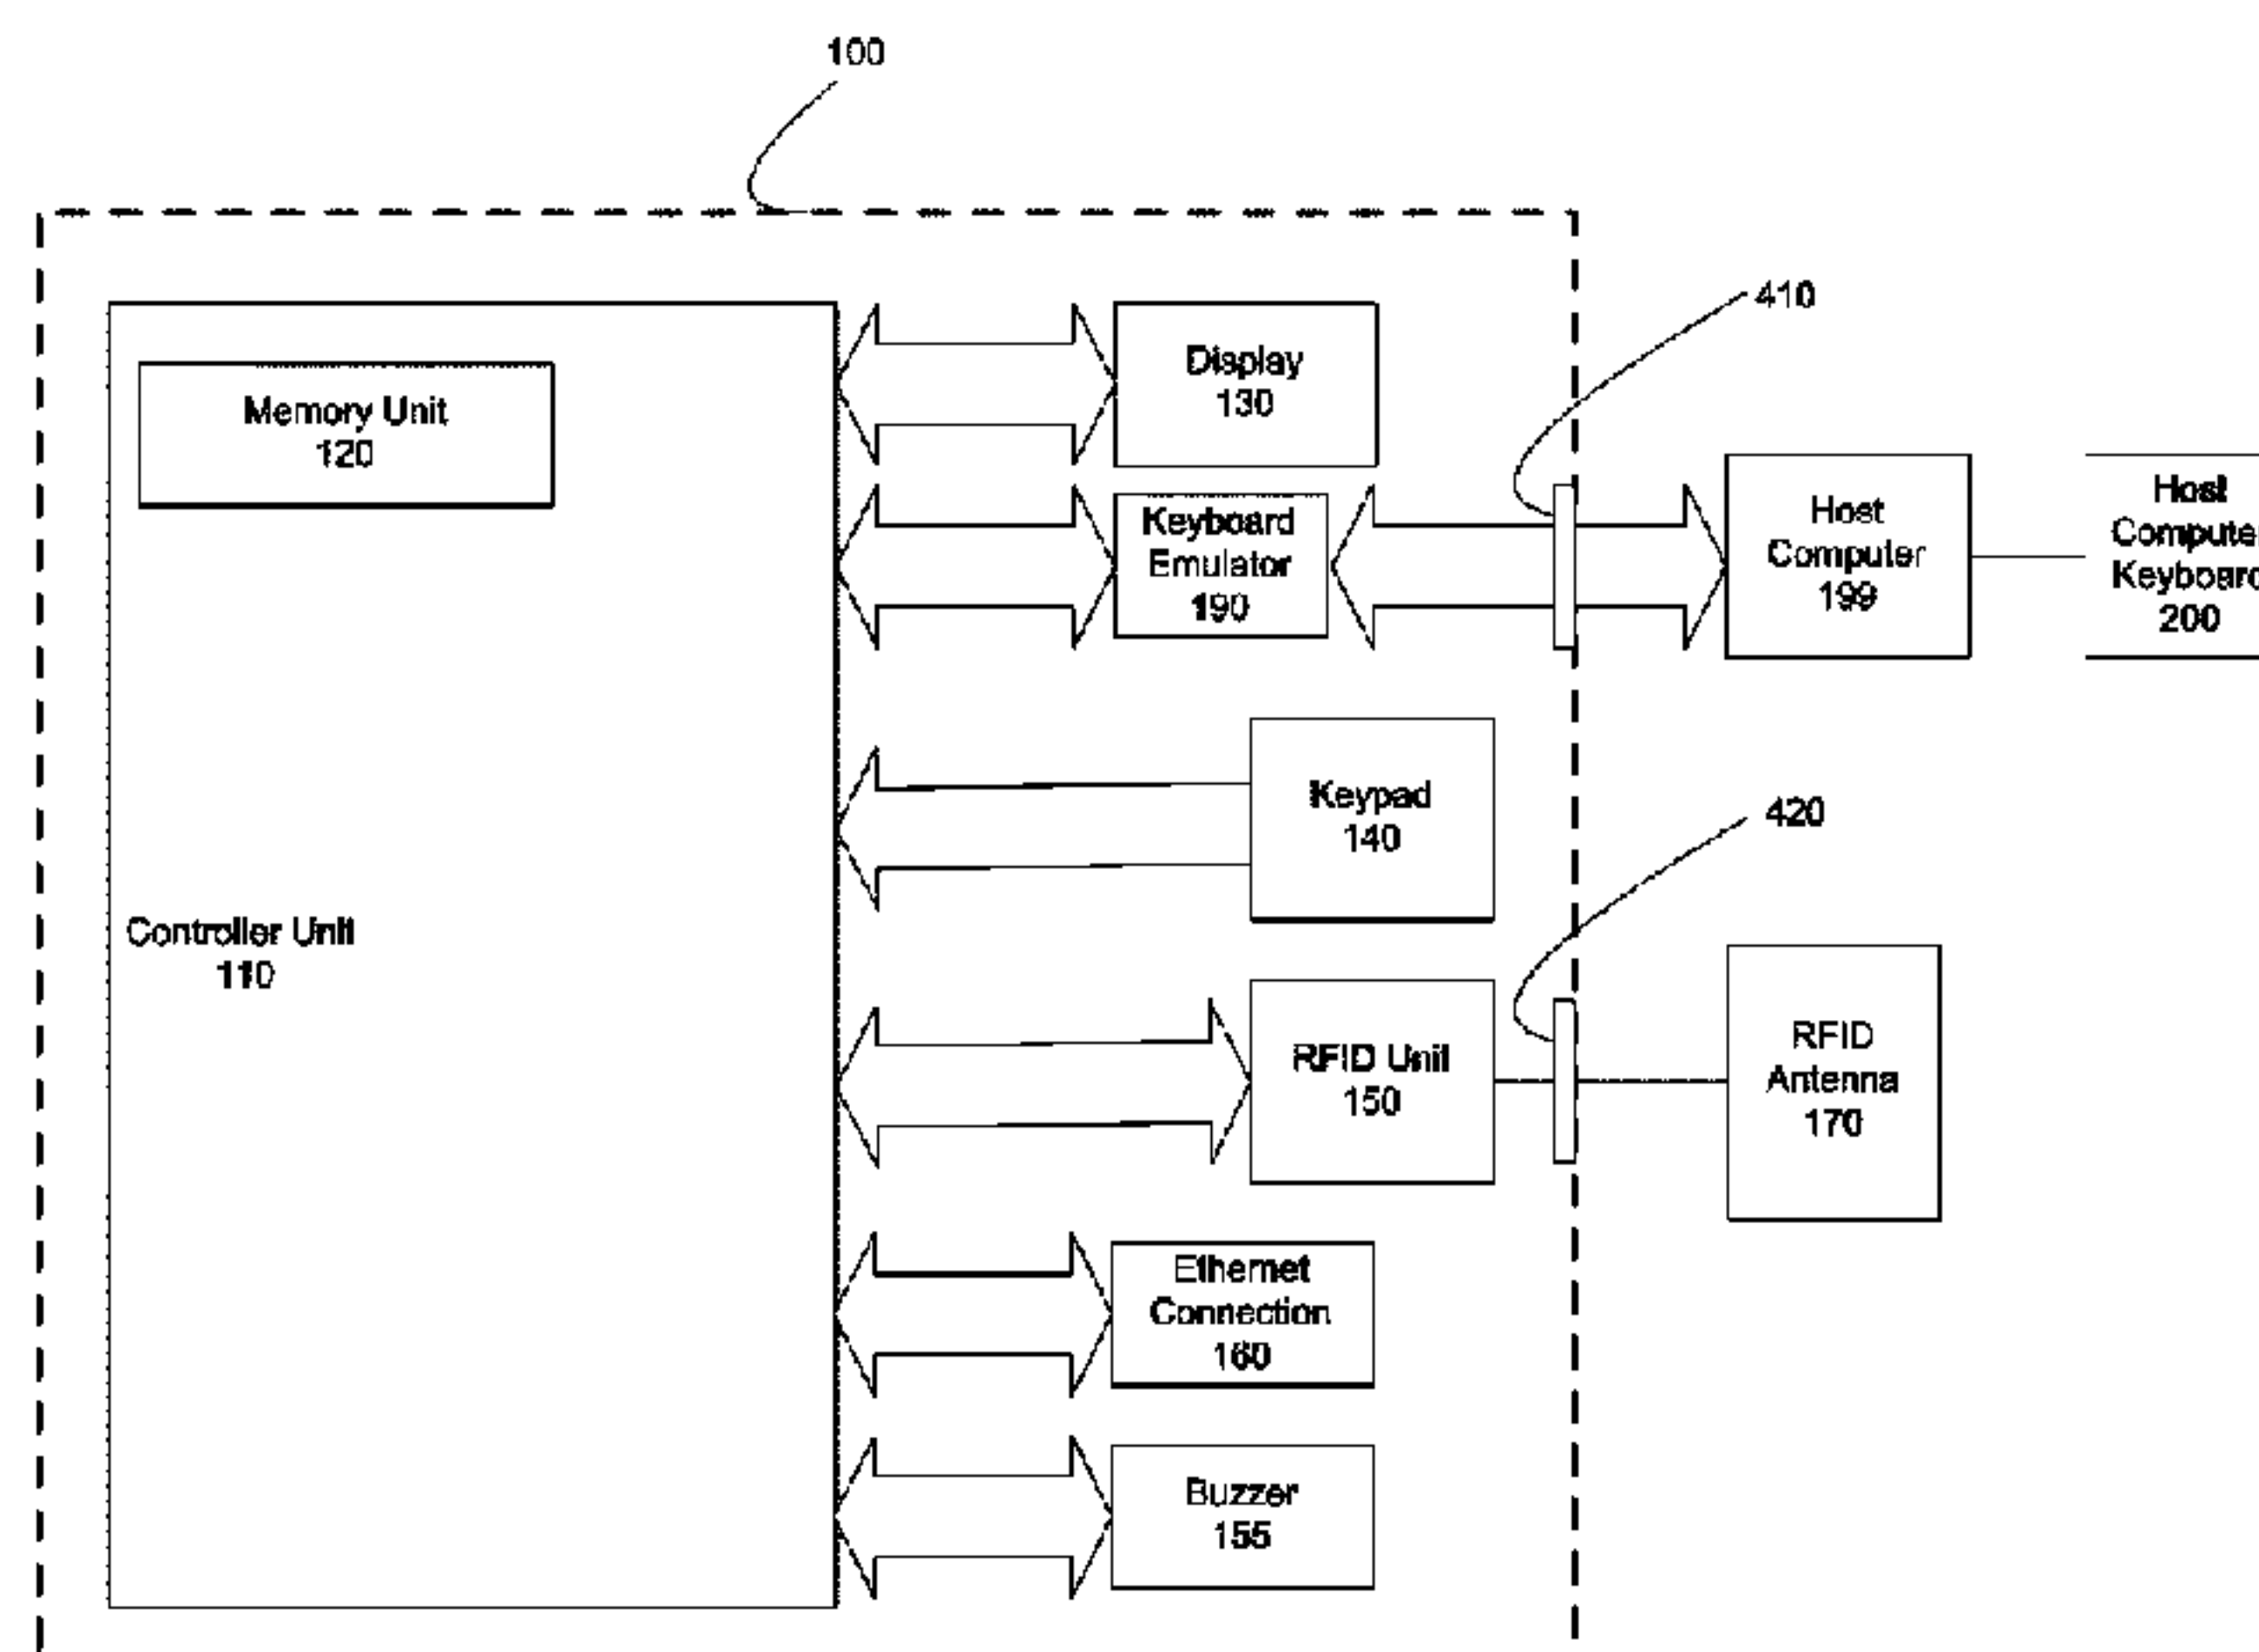 100
410
Display
130
Memory Unit
120
Keyboard
Emulator
190
Host
Computer
199
Host
Computer
Keyboard
200
Keypad
140
420
Controller Unit
110
RFID Unit
150
RFID
Antenna
170
Ethernet
Connection
160
Buzzer
155